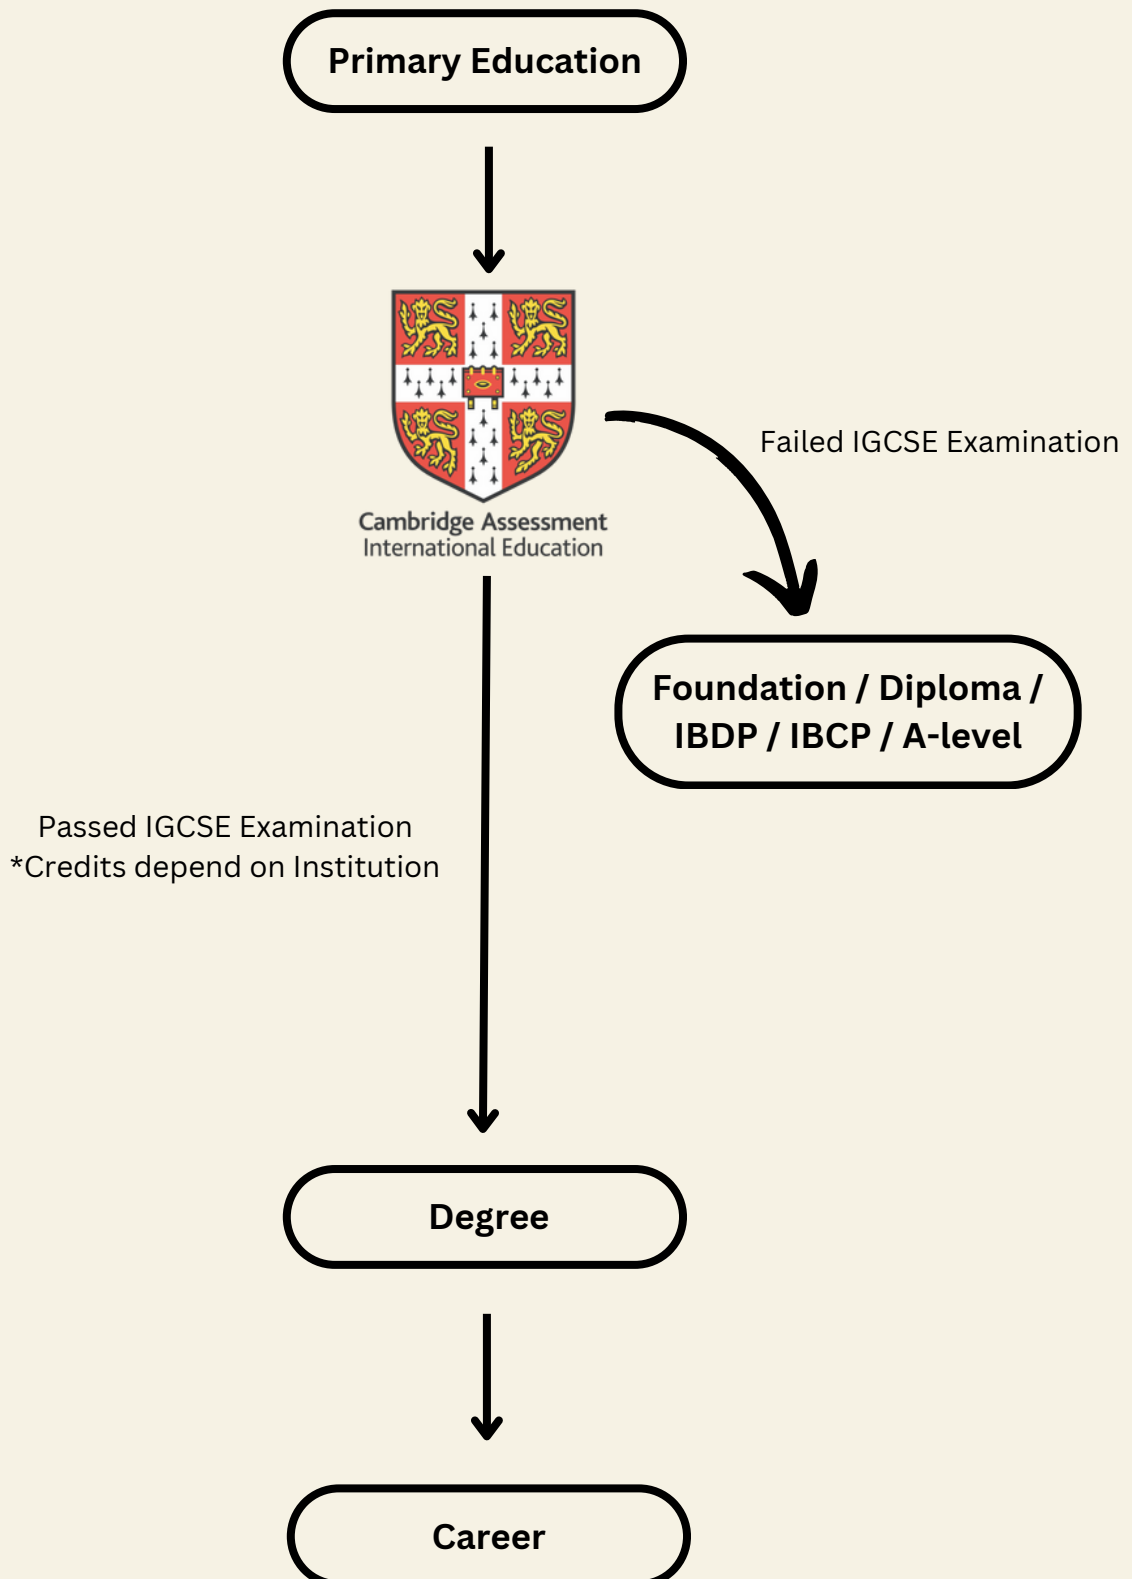 Primary Education
Cambridge Assessment
International Education
Failed IGCSE Examination
Foundation / Diploma /
IBDP / IBCP / A-level
Passed IGCSE Examination
*Credits depend on Institution
Degree
Career